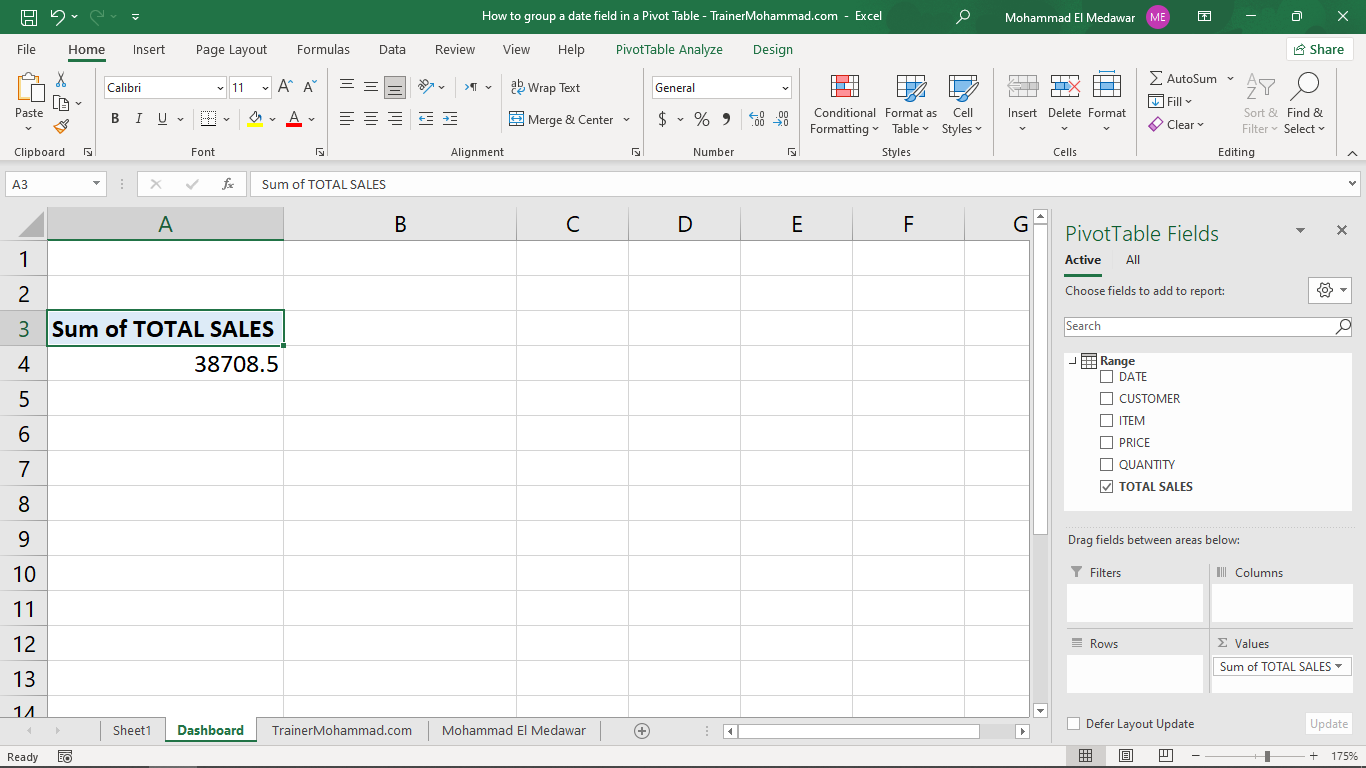 How to group a date field in a Pivot Table - TrainerMohammad.com - Excel
Mohammad El Medawar ME
File Home Insert Page Layout Formulas Data Review View Help PivotTable Analyze Design Share
Paste
Calibri 11
B I U A
Wrap Text
Merge & Center
General
$ % 9
Conditional Formatting
Format as Table
Cell Styles
Insert Delete Format
AutoSum
Fill
Clear
Sort & Filter
Find & Select
Clipboard Font Alignment Number Styles Cells Editing
A3 fx Sum of TOTAL SALES
A B C D E F G
1
2
3 Sum of TOTAL SALES
4 38708.5
5
6
7
8
9
10
11
12
13
14
PivotTable Fields
Active All
Choose fields to add to report:
Search
Range
DATE
CUSTOMER
ITEM
PRICE
QUANTITY
TOTAL SALES
Drag fields between areas below:
Filters Columns
Rows Σ Values
Sum of TOTAL SALES
Defer Layout Update Update
Sheet1 Dashboard TrainerMohammad.com Mohammad El Medawar
Ready 175%